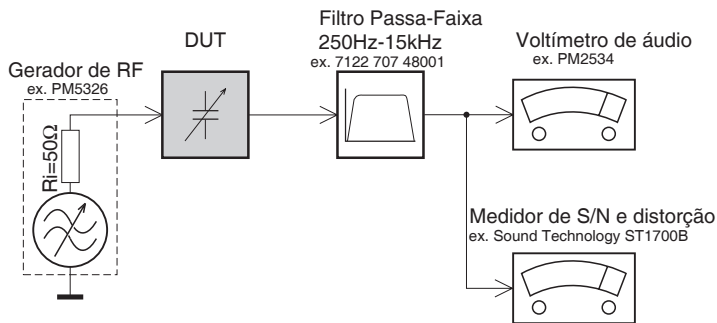 Gerador de RF
ex. PM5326
Ri=50Ω
DUT
Filtro Passa-Faixa
250Hz-15kHz
ex. 7122 707 48001
Voltímetro de áudio
ex. PM2534
Medidor de S/N e distorção
ex. Sound Technology ST1700B